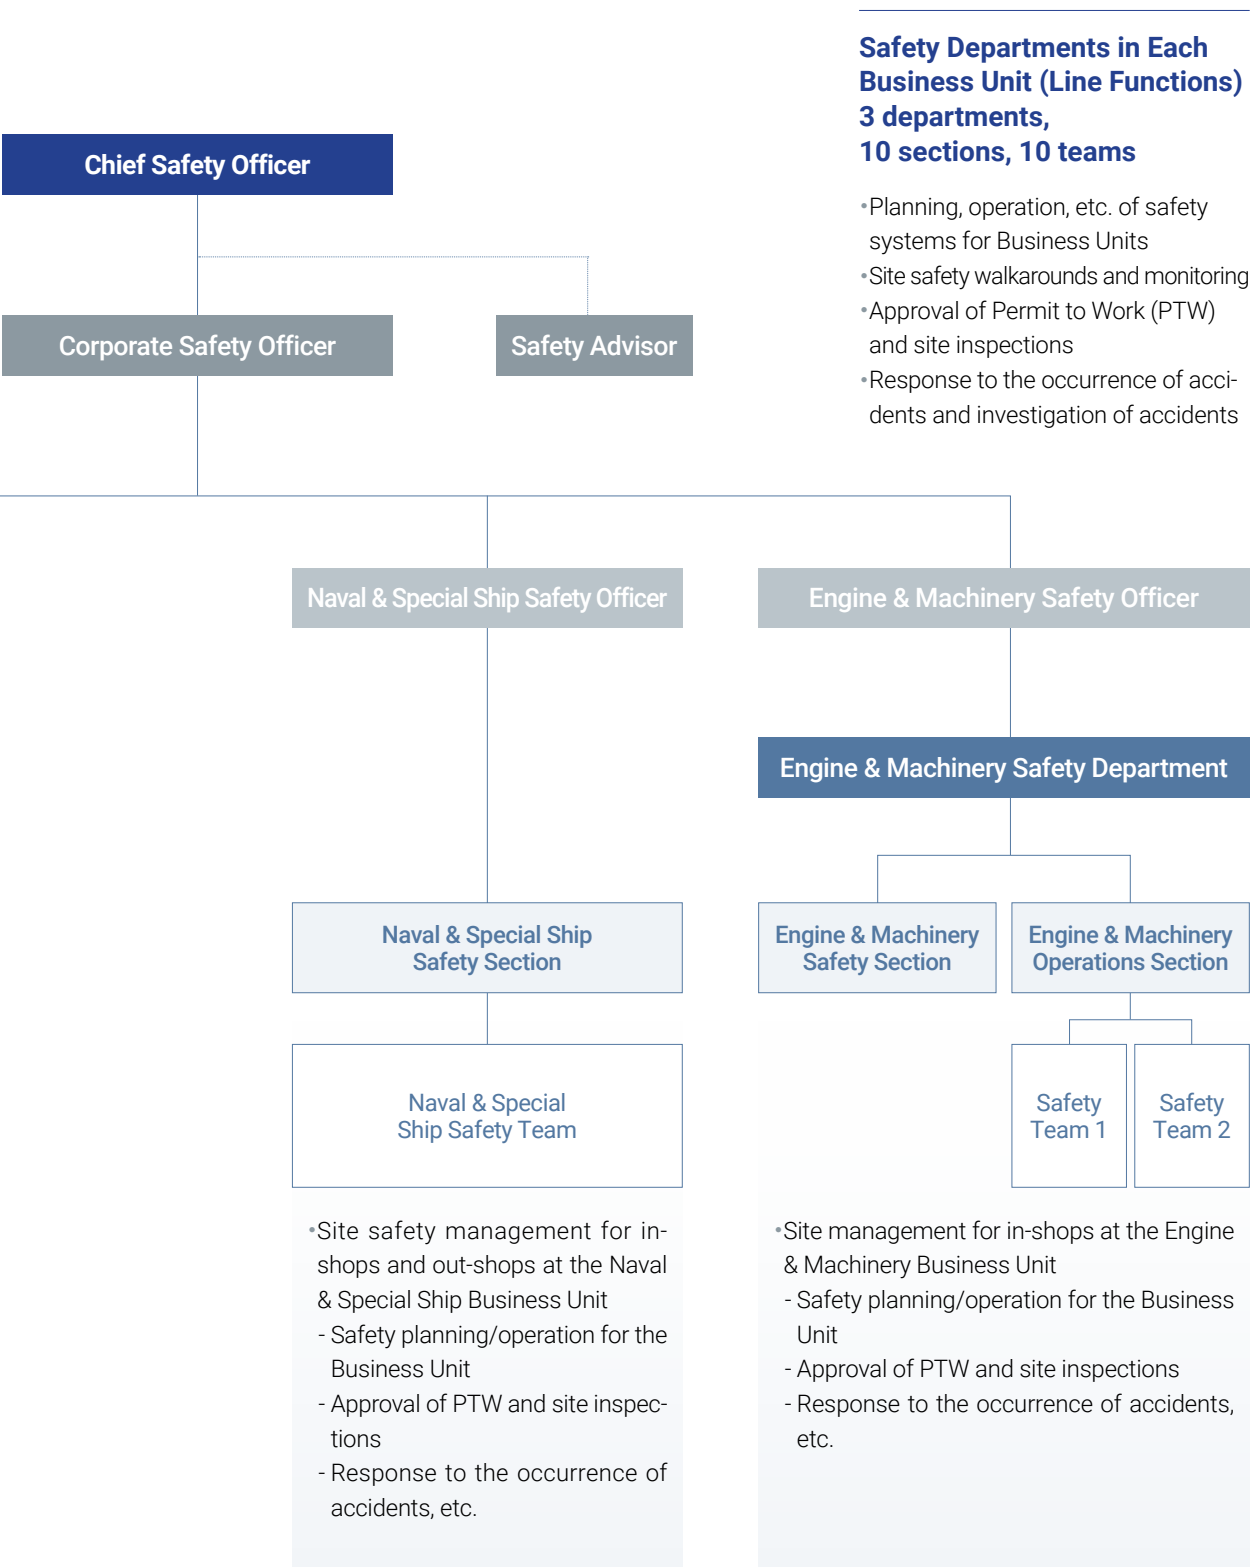 Safety Departments in Each
Business Unit (Line Functions)
3 departments,
10 sections, 10 teams
•Planning, operation, etc. of safety
systems for Business Units
•Site safety walkarounds and monitoring
•Approval of Permit to Work (PTW)
and site inspections
•Response to the occurrence of acci-
dents and investigation of accidents
Chief Safety Officer
Corporate Safety Officer
Safety Advisor
Naval & Special Ship Safety Officer
Engine & Machinery Safety Officer
Engine & Machinery Safety Department
Naval & Special Ship
Safety Section
Engine & Machinery
Safety Section
Engine & Machinery
Operations Section
Naval & Special
Ship Safety Team
Safety
Team 1
Safety
Team 2
•Site safety management for in-
shops and out-shops at the Naval
& Special Ship Business Unit
- Safety planning/operation for the
Business Unit
- Approval of PTW and site inspec-
tions
- Response to the occurrence of
accidents, etc.
•Site management for in-shops at the Engine
& Machinery Business Unit
- Safety planning/operation for the Business
Unit
- Approval of PTW and site inspections
- Response to the occurrence of accidents,
etc.